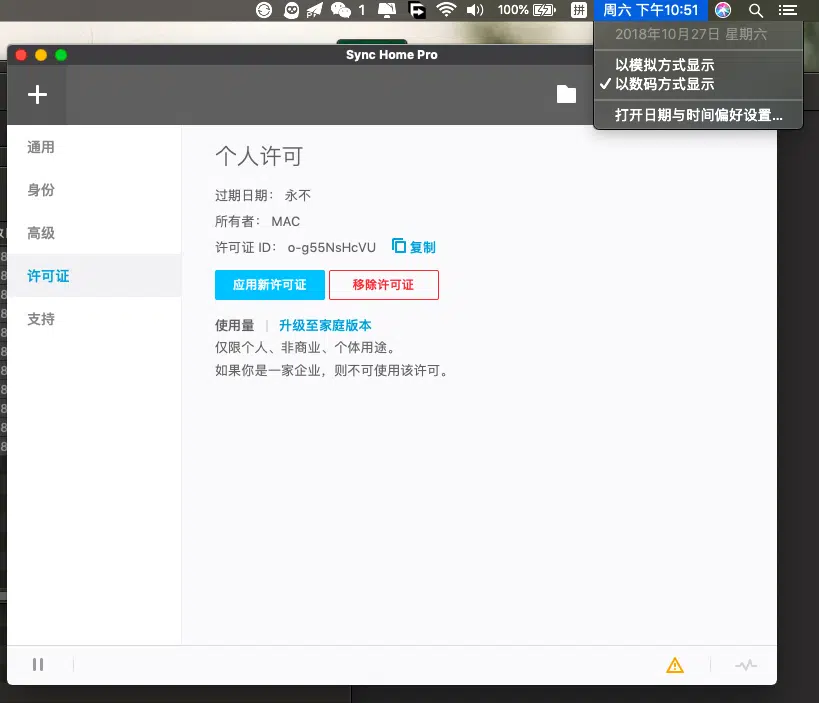 1 100% 拼 周六 下午10:51
2018年10月27日 星期六
以模拟方式显示
✓以数码方式显示
打开日期与时间偏好设置...
Sync Home Pro
通用
身份
高级
许可证
支持
个人许可
过期日期： 永不
所有者： MAC
许可证 ID： o-g55NsHcVU 复制
应用新许可证 移除许可证
使用量 | 升级至家庭版本
仅限个人、非商业、个体用途。
如果你是一家企业，则不可使用该许可。